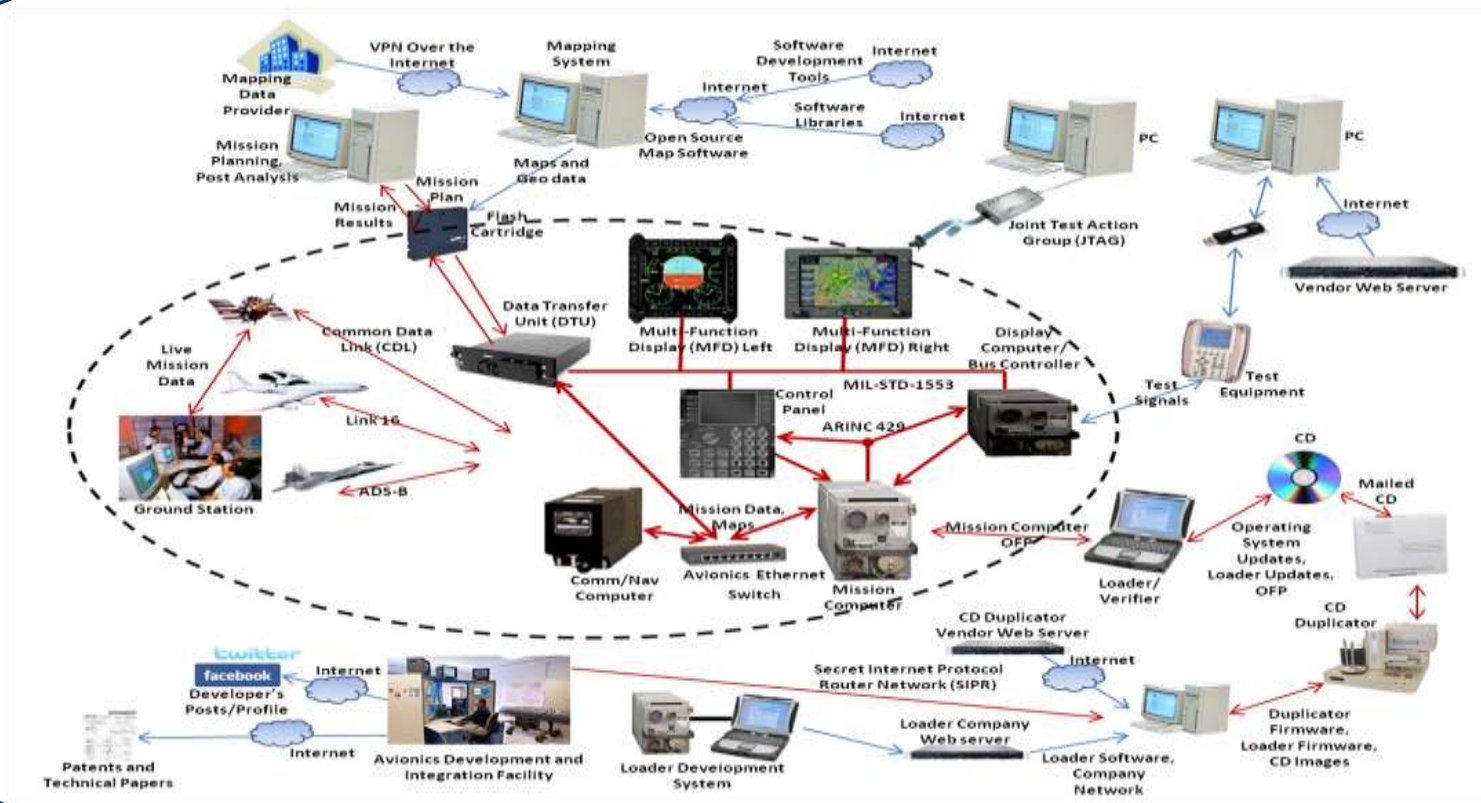 VPN Over the
Internet
Mapping
System
Software
Development
Tools
Internet
Internet
Software
Libraries
Internet
Mapping
Data
Provider
Open Source
Map Software
PC
PC
Mission
Planning,
Post Analysis
Maps and
Geo data
Mission
Plan
Mission
Results
Flash
Cartridge
Joint Test Action
Group (JTAG)
Internet
Vendor Web Server
Data Transfer
Unit (DTU)
Common Data
Link (CDL)
Multi-Function
Display (MFD) Left
Multi-Function
Display (MFD) Right
Display
Computer/
Bus Controller
Live
Mission
Data
MIL-STD-1553
Test
Signals
Test
Equipment
Control
Panel
ARINC 429
Link 16
ADS-B
Ground Station
CD
Mailed
CD
Mission Data,
Maps
Mission Computer
OFP
Operating
System
Updates,
Loader Updates,
OFP
Comm/Nav
Computer
Avionics Ethernet
Switch
Mission
Computer
Loader/
Verifier
CD
Duplicator
CD Duplicator
Vendor Web Server
Internet
twitter
facebook
Developer's
Posts/Profile
Internet
Secret Internet Protocol
Router Network (SIPR)
Internet
Patents and
Technical Papers
Avionics Development and
Integration Facility
Loader Development
System
Loader Company
Web server
Loader Software,
Company
Network
Duplicator
Firmware,
Loader Firmware,
CD Images